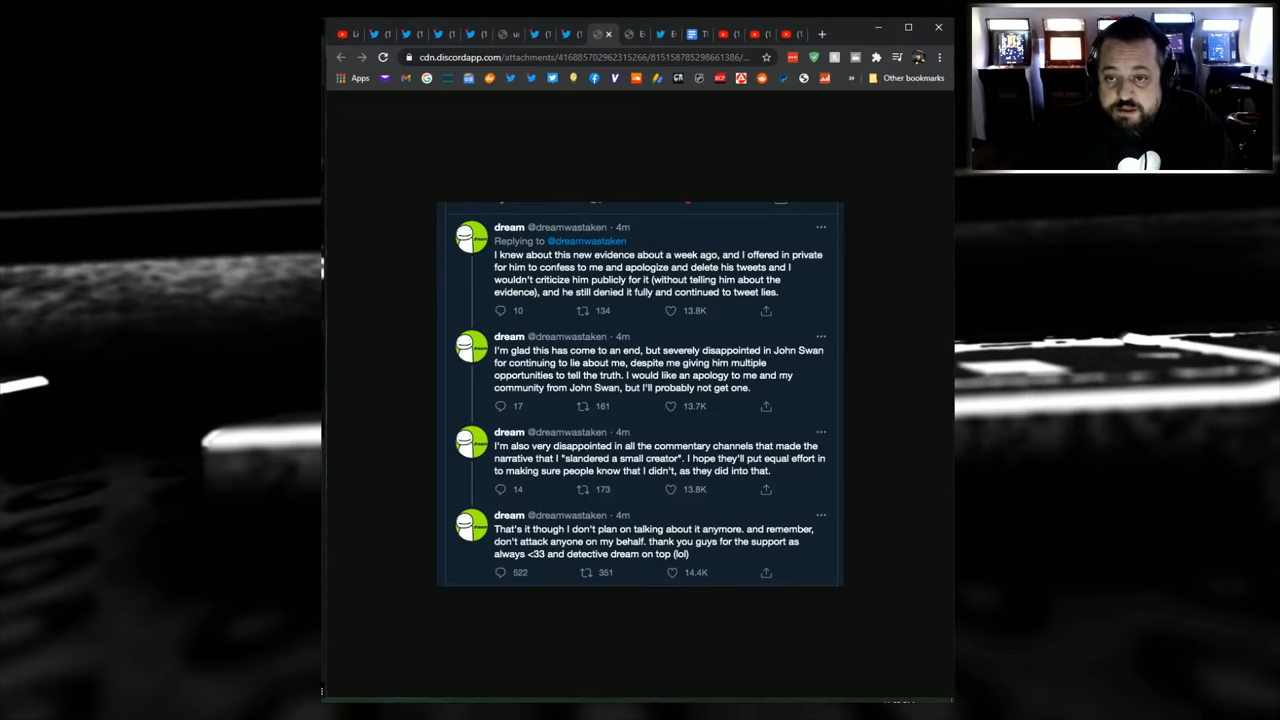 cdn.discordapp.com/attachments/416885702962315266/815158785298661386/...
Apps
Other bookmarks
dream @dreamwastaken · 4m
Replying to @dreamwastaken
I knew about this new evidence about a week ago, and I offered in private
for him to confess to me and apologize and delete his tweets and I
wouldn't criticize him publicly for it (without telling him about the
evidence), and he still denied it fully and continued to tweet lies.
10 134 13.8K
dream @dreamwastaken · 4m
I'm glad this has come to an end, but severely disappointed in John Swan
for continuing to lie about me, despite me giving him multiple
opportunities to tell the truth. I would like an apology to me and my
community from John Swan, but I'll probably not get one.
17 161 13.7K
dream @dreamwastaken · 4m
I'm also very disappointed in all the commentary channels that made the
narrative that I "slandered a small creator". I hope they'll put equal effort in
to making sure people know that I didn't, as they did into that.
14 173 13.8K
dream @dreamwastaken · 4m
That's it though I don't plan on talking about it anymore. and remember,
don't attack anyone on my behalf. thank you guys for the support as
always <33 and detective dream on top (lol)
522 351 14.4K